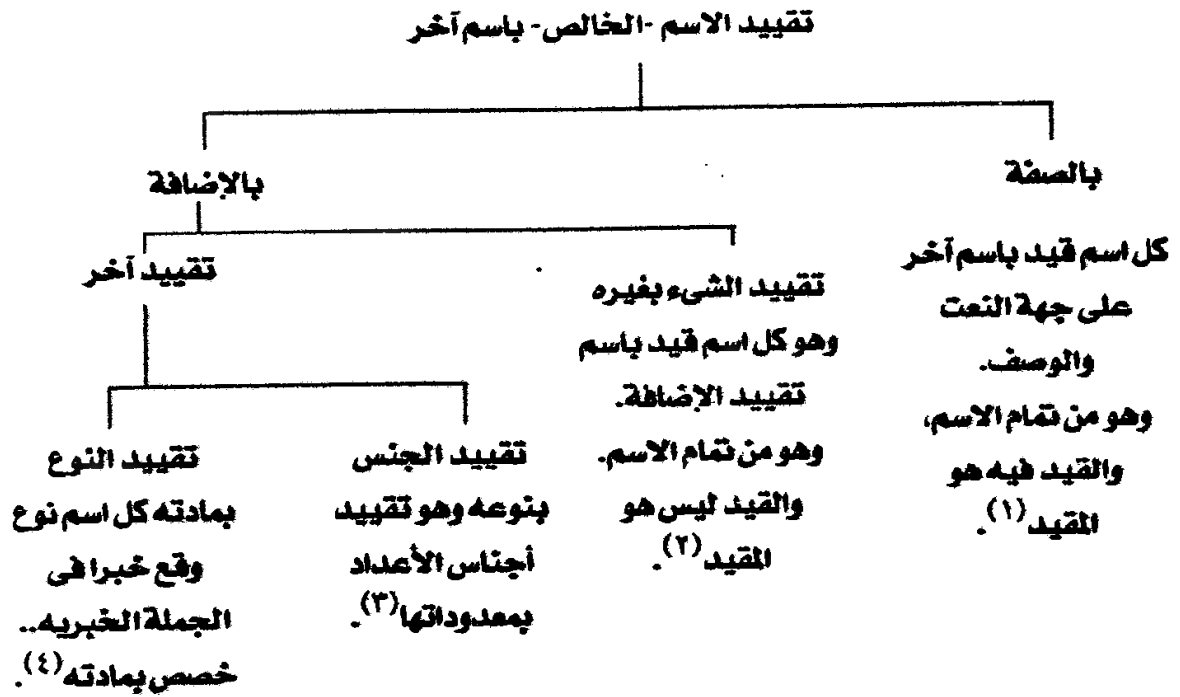 تقييد الاسم -الخالص- باسم آخر
بالصفة
كل اسم قيد باسم آخر
على جهة النعت
والوصف.
وهو من تمام الاسم،
والقيد فيه هو
المقيد(١).
بالإضافة
تقييد الشىء بغيره
وهو كل اسم قيد باسم
تقييد الإضافة.
وهو من تمام الاسم.
والقيد ليس هو
المقيد(٢).
تقييد آخر
تقييد الجنس
بنوعه وهو تقييد
أجناس الأعداد
بمعدوداتها(٣).
تقييد النوع
بمادته كل اسم نوع
وقع خبرا فى
الجملة الخبريه..
خصص بمادته(٤).